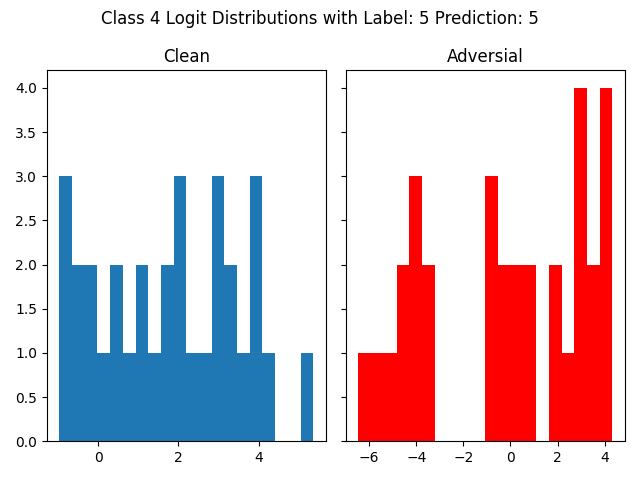 Class 4 Logit Distributions with Label: 5 Prediction: 5
Clean
Adversial
4.0
3.5
3.0
2.5
2.0
1.5
1.0
0.5
0.0
0 2 4
−6 −4 −2 0 2 4